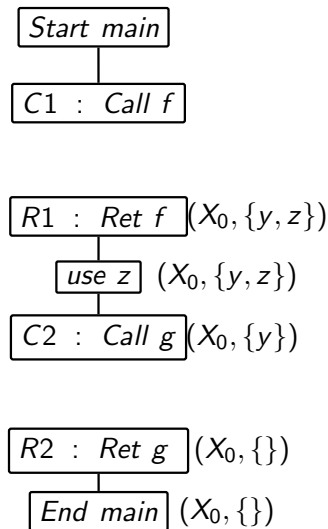 Start main
C1 : Call f
R1 : Ret f (X₀, {y, z})
use z (X₀, {y, z})
C2 : Call g (X₀, {y})
R2 : Ret g (X₀, {})
End main (X₀, {})